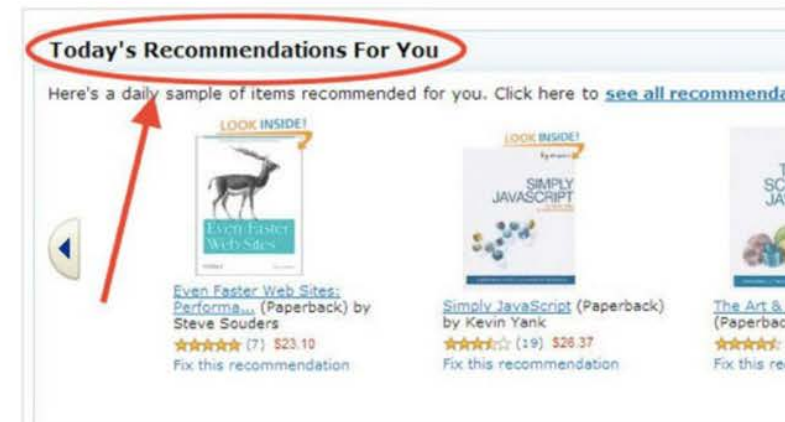 Today's Recommendations For You
Here's a daily sample of items recommended for you. Click here to see all recommenda
LOOK INSIDE!
Even Faster
Web Sites
Even Faster Web Sites:
Performa... (Paperback) by
Steve Souders
(7) $23.10
Fix this recommendation
LOOK INSIDE!
SIMPLY
JAVASCRIPT
Simply JavaScript (Paperback)
by Kevin Yank
(19) $26.37
Fix this recommendation
T
SC
JA
The Art &
(Paperbac
Fix this re